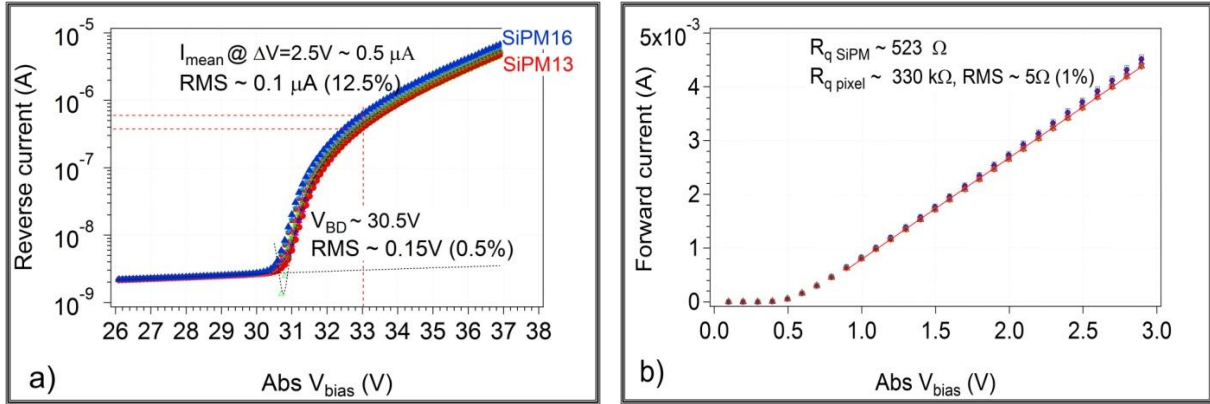 I_mean @ ΔV=2.5V ~ 0.5 μA
RMS ~ 0.1 μA (12.5%)
SiPM16
SiPM13
V_BD ~ 30.5V
RMS ~ 0.15V (0.5%)
Reverse current (A)
10^-5
10^-6
10^-7
10^-8
10^-9
26 27 28 29 30 31 32 33 34 35 36 37 38
a)
Abs V_bias (V)
R_q SiPM ~ 523 Ω
R_q pixel ~ 330 kΩ, RMS ~ 5Ω (1%)
Forward current (A)
5x10^-3
4
3
2
1
0
0.0 0.5 1.0 1.5 2.0 2.5 3.0
b)
Abs V_bias (V)